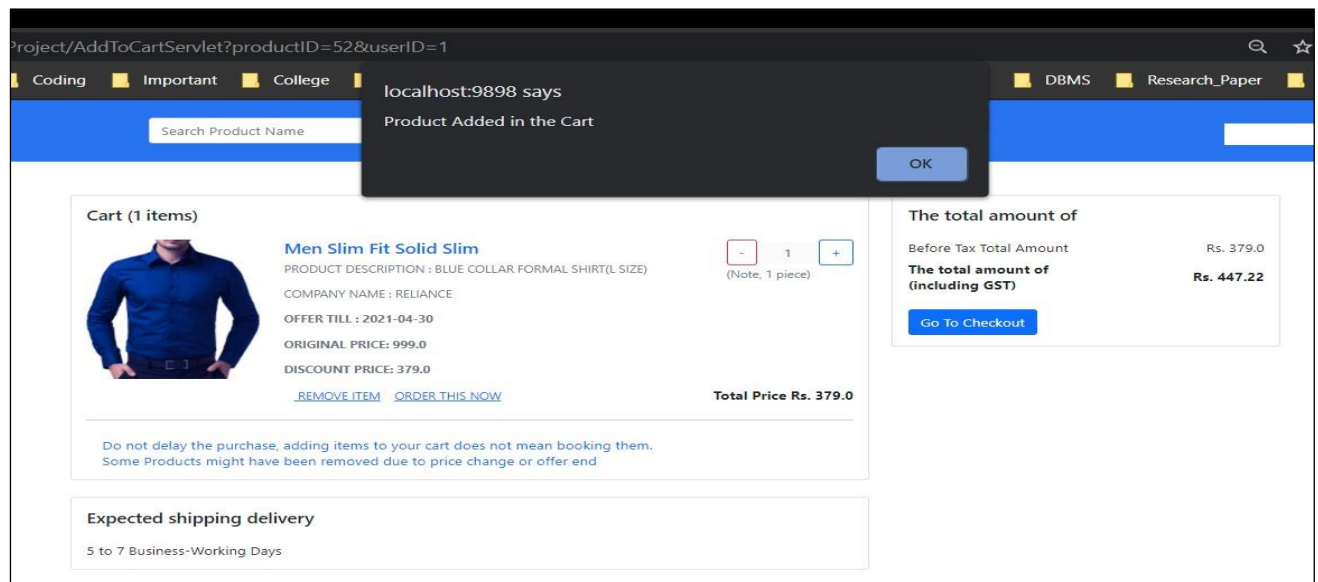 Project/AddToCartServlet?productID=52&userID=1
Coding Important College DBMS Research_Paper
localhost:9898 says
Product Added in the Cart
OK
Search Product Name
Cart (1 items)
Men Slim Fit Solid Slim
PRODUCT DESCRIPTION : BLUE COLLAR FORMAL SHIRT(L SIZE)
COMPANY NAME : RELIANCE
OFFER TILL : 2021-04-30
ORIGINAL PRICE: 999.0
DISCOUNT PRICE: 379.0
- 1 +
(Note, 1 piece)
REMOVE ITEM ORDER THIS NOW
Total Price Rs. 379.0
Do not delay the purchase, adding items to your cart does not mean booking them.
Some Products might have been removed due to price change or offer end
Expected shipping delivery
5 to 7 Business-Working Days
The total amount of
Before Tax Total Amount Rs. 379.0
The total amount of
(including GST) Rs. 447.22
Go To Checkout